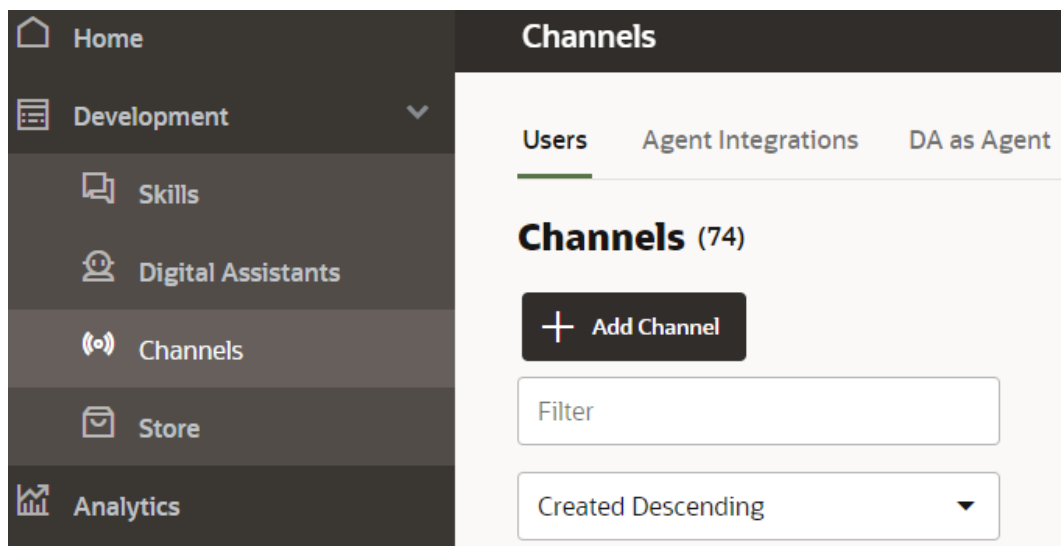 Home
Development
Skills
Digital Assistants
Channels
Store
Analytics
Channels
Users Agent Integrations DA as Agent
Channels (74)
Add Channel
Filter
Created Descending